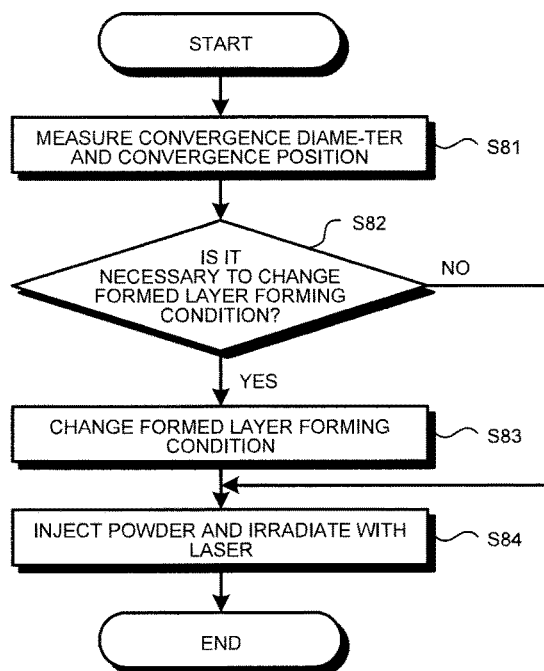 START
MEASURE CONVERGENCE DIAME-TER
AND CONVERGENCE POSITION
S81
S82
IS IT
NECESSARY TO CHANGE
FORMED LAYER FORMING
CONDITION?
NO
YES
CHANGE FORMED LAYER FORMING
CONDITION
S83
INJECT POWDER AND IRRADIATE WITH
LASER
S84
END